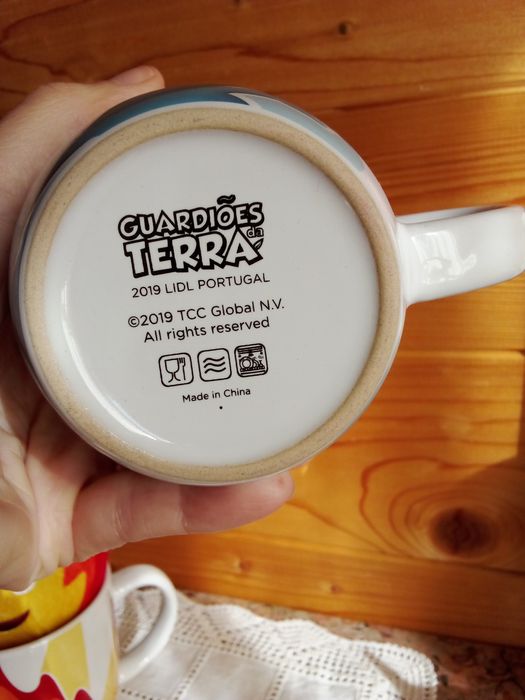 GUARDIÕES
da
TERRA
2019 LIDL PORTUGAL
©2019 TCC Global N.V.
All rights reserved
Made in China